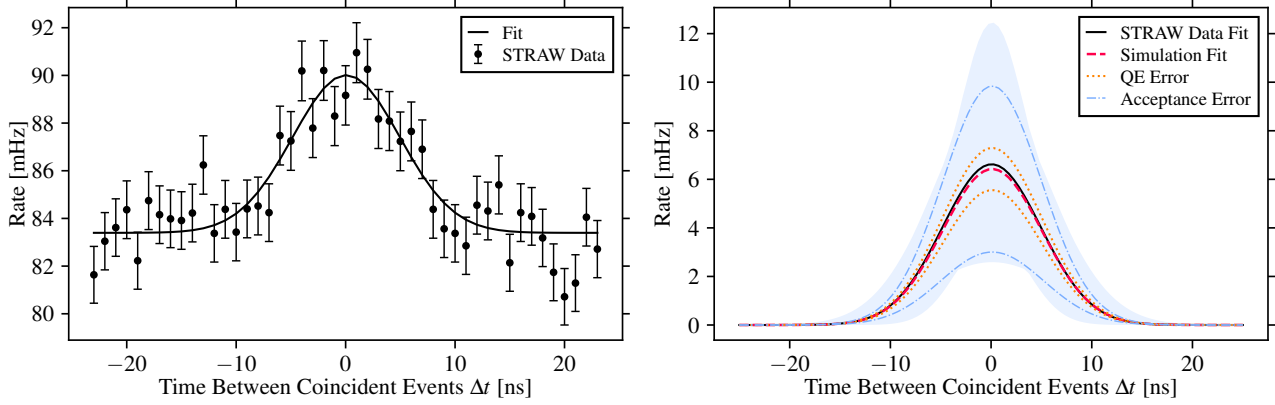 92
90
88
86
84
82
80
Rate [mHz]
Fit
STRAW Data
−20
−10
0
10
20
Time Between Coincident Events Δt [ns]
12
10
8
6
4
2
0
Rate [mHz]
STRAW Data Fit
Simulation Fit
QE Error
Acceptance Error
−20
−10
0
10
20
Time Between Coincident Events Δt [ns]